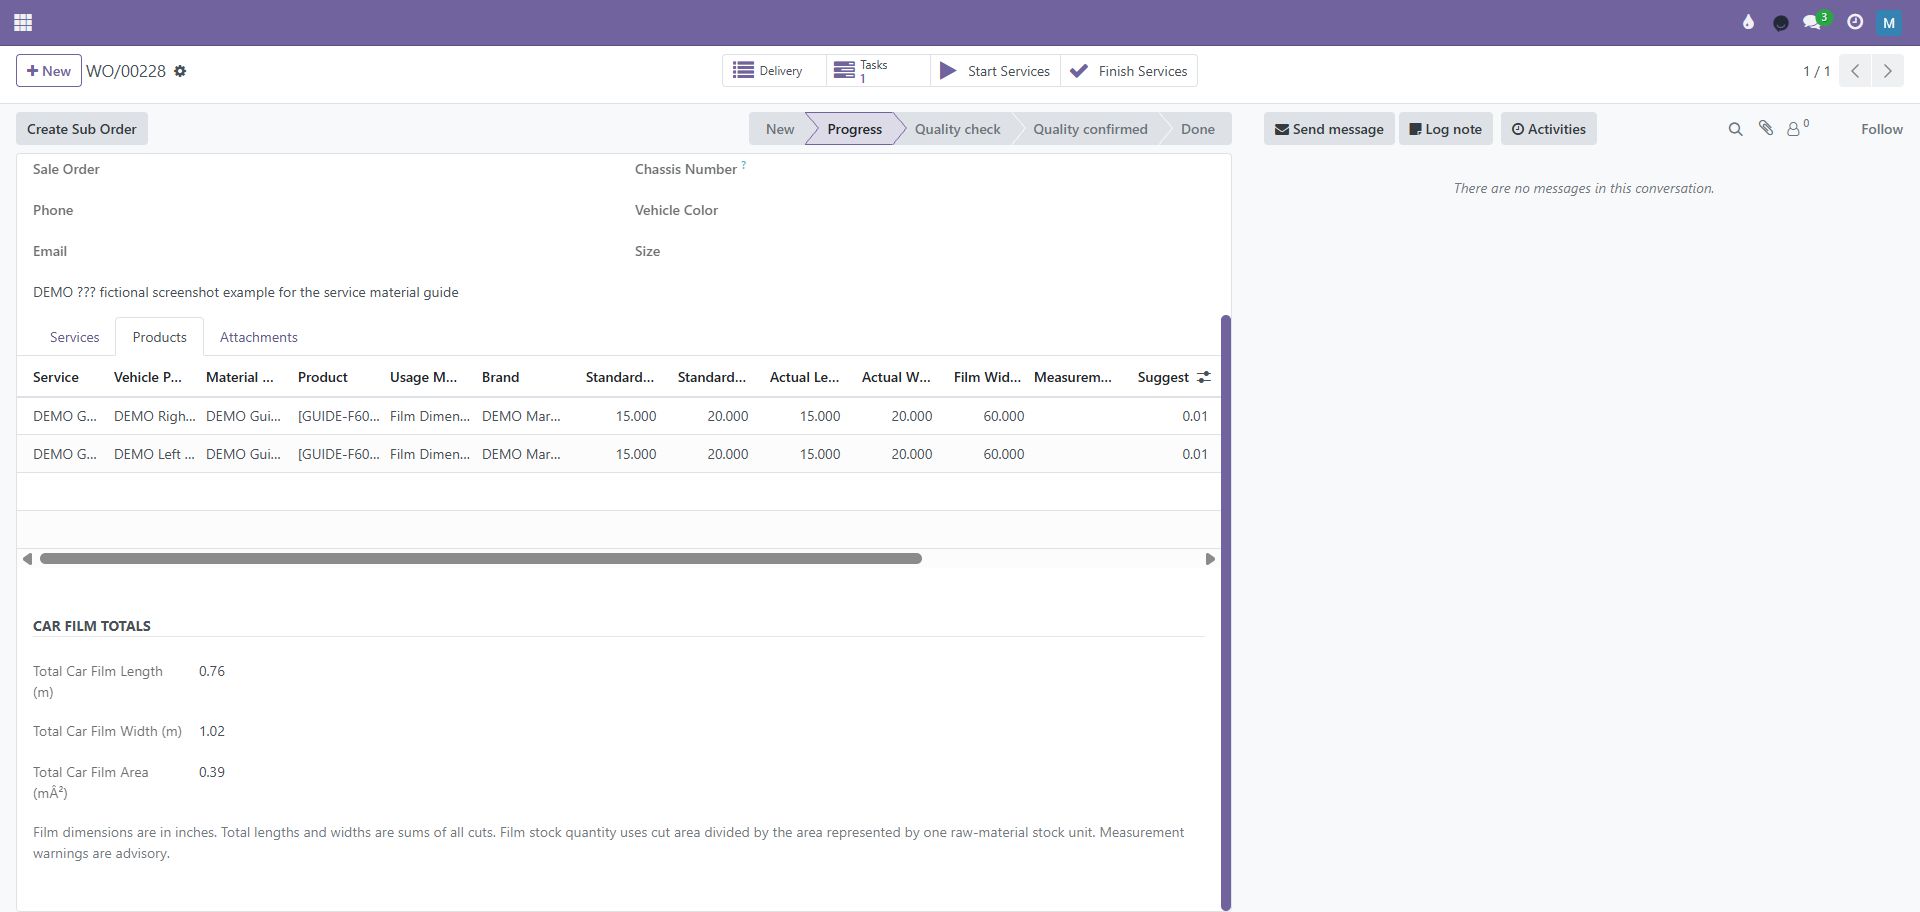 3
M
New
WO/00228
Delivery
Tasks
1
Start Services
Finish Services
1 / 1
Create Sub Order
New
Progress
Quality check
Quality confirmed
Done
Send message
Log note
Activities
0
Follow
Sale Order
Chassis Number ?
There are no messages in this conversation.
Phone
Vehicle Color
Email
Size
DEMO ??? fictional screenshot example for the service material guide
Services
Products
Attachments
Service Vehicle P... Material ... Product Usage M... Brand Standard... Standard... Actual Le... Actual W... Film Wid... Measurem... Suggest
DEMO G... DEMO Righ... DEMO Gui... [GUIDE-F60... Film Dimen... DEMO Mar... 15.000 20.000 15.000 20.000 60.000 0.01
DEMO G... DEMO Left ... DEMO Gui... [GUIDE-F60... Film Dimen... DEMO Mar... 15.000 20.000 15.000 20.000 60.000 0.01
CAR FILM TOTALS
Total Car Film Length 0.76
(m)
Total Car Film Width (m) 1.02
Total Car Film Area 0.39
(mÂ²)
Film dimensions are in inches. Total lengths and widths are sums of all cuts. Film stock quantity uses cut area divided by the area represented by one raw-material stock unit. Measurement
warnings are advisory.